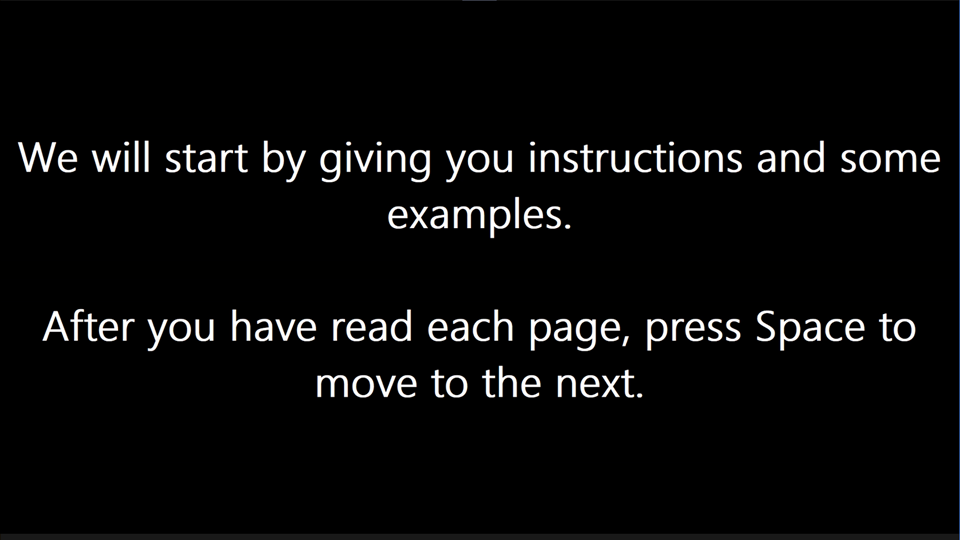 We will start by giving you instructions and some
examples.
After you have read each page, press Space to
move to the next.